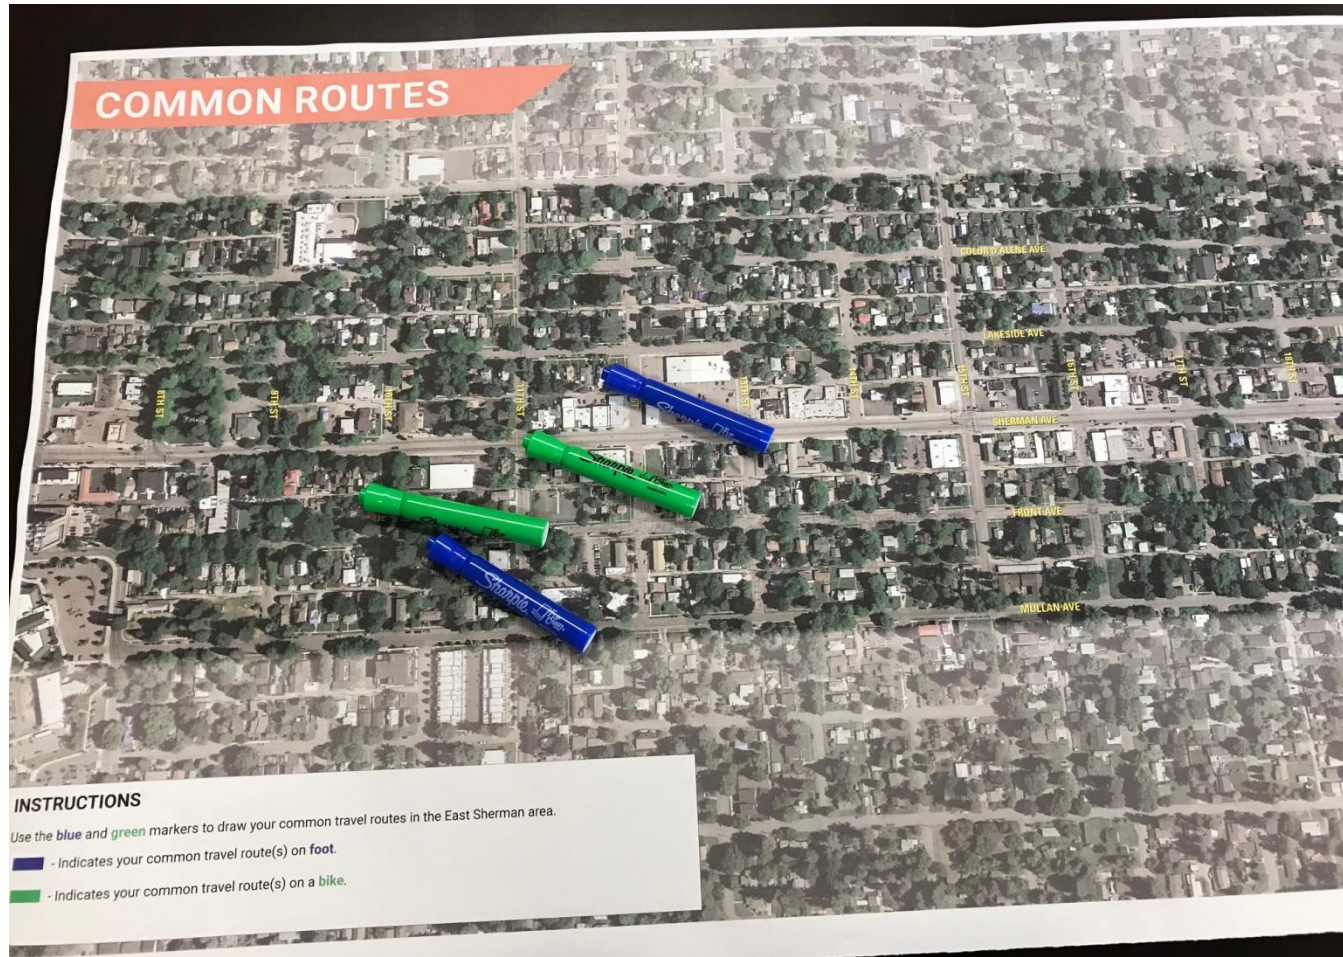 COMMON ROUTES
COEUR D'ALENE AVE
LAKESIDE AVE
8TH ST
9TH ST
10TH ST
11TH ST
13TH ST
14TH ST
15TH ST
16TH ST
17TH ST
18TH ST
SHERMAN AVE
Sharpie
Sharpie
FRONT AVE
Sharpie
Sharpie
MULLAN AVE
INSTRUCTIONS
Use the blue and green markers to draw your common travel routes in the East Sherman area.
- Indicates your common travel route(s) on foot.
- Indicates your common travel route(s) on a bike.